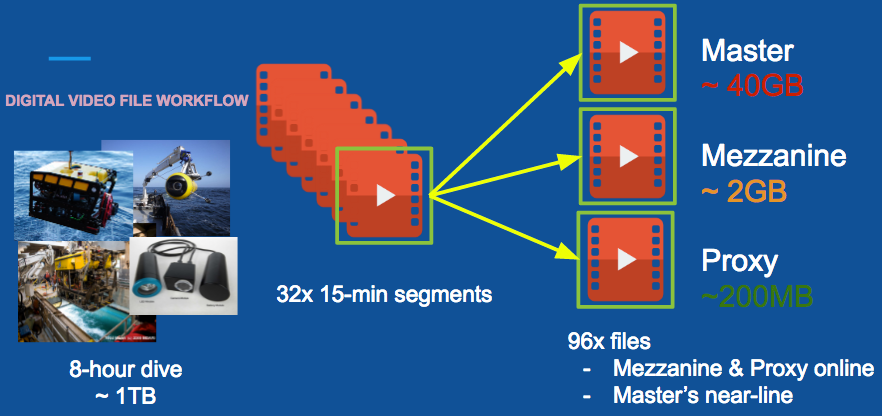 DIGITAL VIDEO FILE WORKFLOW
8-hour dive
~ 1TB
32x 15-min segments
Master
~ 40GB
Mezzanine
~ 2GB
Proxy
~200MB
96x files
- Mezzanine & Proxy online
- Master's near-line